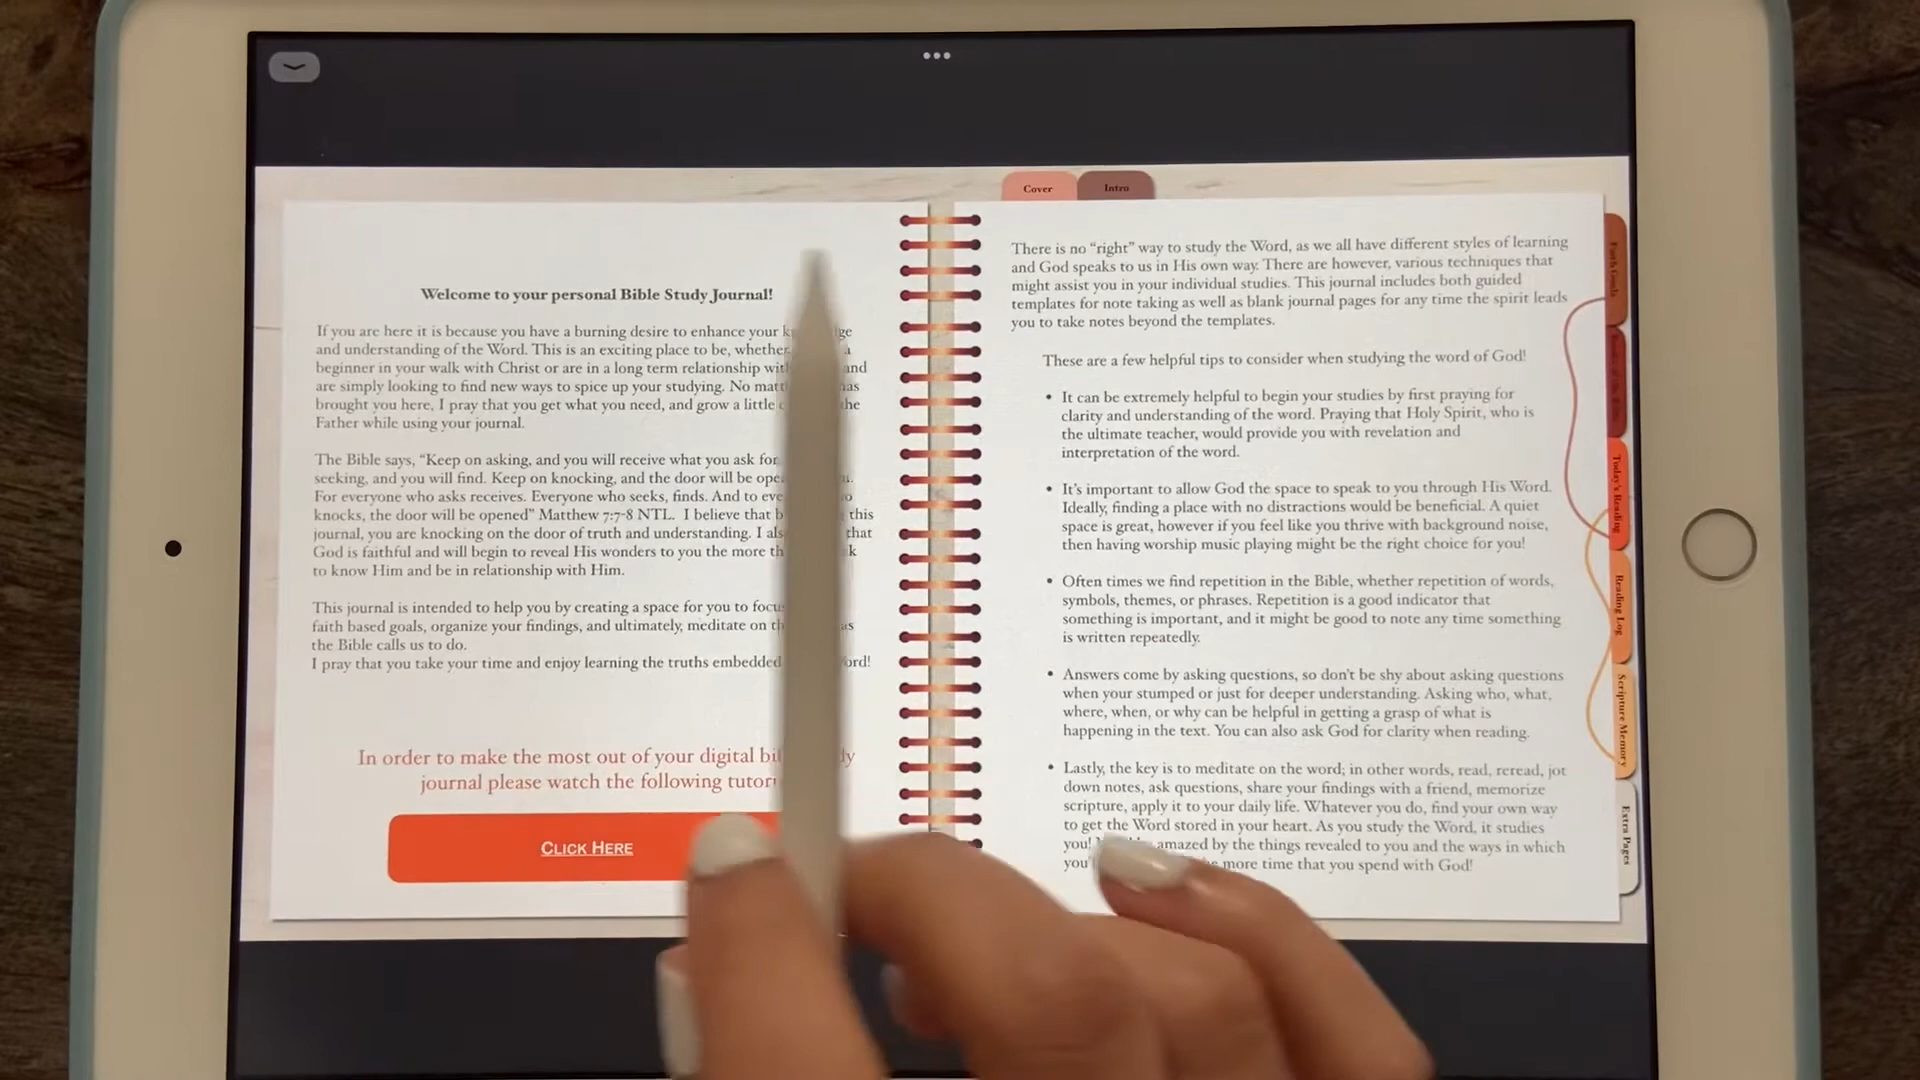 Cover
Intro
Welcome to your personal Bible Study Journal!
If you are here it is because you have a burning desire to enhance your
and understanding of the Word. This is an exciting place to be,
beginner in your walk with Christ or are in a long term relationship and
are simply looking to find new ways to spice up your studying. No has
brought you here, I pray that you get what you need, and grow a little the
Father while using your journal.
The Bible says, “Keep on asking, and you will receive what you ask for
seeking, and you will find. Keep on knocking, and the door will be
For everyone who asks receives. Everyone who seeks, finds. And to
knocks, the door will be opened” Matthew 7:7-8 NTL. I believe that this
journal, you are knocking on the door of truth and understanding. I that
God is faithful and will begin to reveal His wonders to you the more
to know Him and be in relationship with Him.
This journal is intended to help you by creating a space for you to
faith based goals, organize your findings, and ultimately, meditate on as
the Bible calls us to do.
I pray that you take your time and enjoy learning the truths embedded
In order to make the most out of your digital
journal please watch the following
CLICK HERE
There is no “right” way to study the Word, as we all have different styles of learning
and God speaks to us in His own way. There are however, various techniques that
might assist you in your individual studies. This journal includes both guided
templates for note taking as well as blank journal pages for any time the spirit leads
you to take notes beyond the templates.
These are a few helpful tips to consider when studying the word of God!
• It can be extremely helpful to begin your studies by first praying for
clarity and understanding of the word. Praying that Holy Spirit, who is
the ultimate teacher, would provide you with revelation and
interpretation of the word.
• It’s important to allow God the space to speak to you through His Word.
Ideally, finding a place with no distractions would be beneficial. A quiet
space is great, however if you feel like you thrive with background noise,
then having worship music playing might be the right choice for you!
• Often times we find repetition in the Bible, whether repetition of words,
symbols, themes, or phrases. Repetition is a good indicator that
something is important, and it might be good to note any time something
is written repeatedly.
• Answers come by asking questions, so don’t be shy about asking questions
when your stumped or just for deeper understanding. Asking who, what,
where, when, or why can be helpful in getting a grasp of what is
happening in the text. You can also ask God for clarity when reading.
• Lastly, the key is to meditate on the word; in other words, read, reread, jot
down notes, ask questions, share your findings with a friend, memorize
scripture, apply it to your daily life. Whatever you do, find your own way
to get the Word stored in your heart. As you study the Word, it studies
you! amazed by the things revealed to you and the ways in which
more time that you spend with God!
Faith Goals
Today's Reading
Reading Log
Scripture Memory
Extra Pages